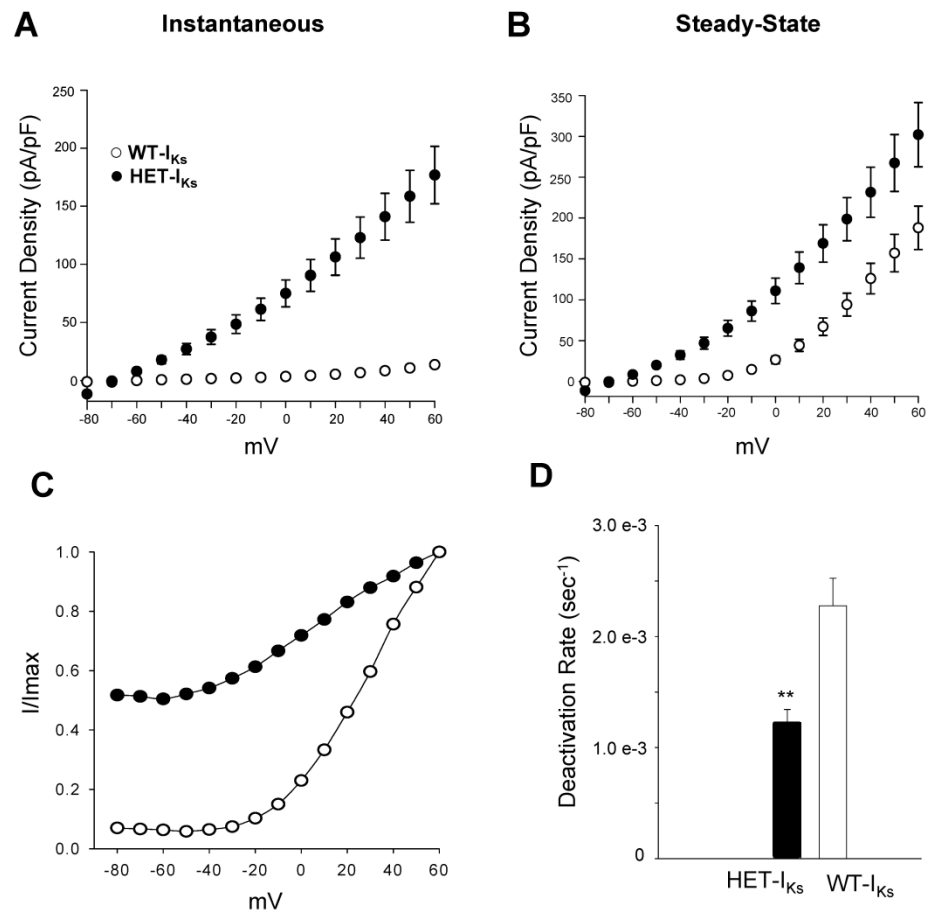 A
Instantaneous
B
Steady-State
Current Density (pA/pF)
250
200
150
100
50
0
WT-I_Ks
HET-I_Ks
-80
-60
-40
-20
0
20
40
60
mV
Current Density (pA/pF)
350
300
250
200
150
100
50
0
-80
-60
-40
-20
0
20
40
60
mV
C
I/Imax
1.0
0.8
0.6
0.4
0.2
0.0
-80
-60
-40
-20
0
20
40
60
mV
D
Deactivation Rate (sec⁻¹)
3.0 e-3
2.0 e-3
1.0 e-3
0
**
HET-I_Ks
WT-I_Ks